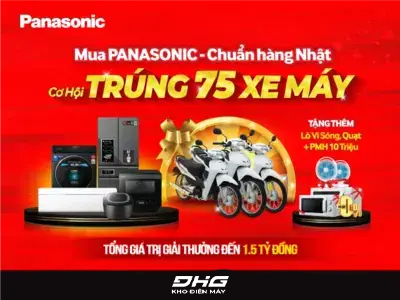 Panasonic
Mua PANASONIC - Chuẩn hàng Nhật
Cơ Hội TRÚNG 75 XE MÁY
TẶNG THÊM
Lò Vi Sóng, Quạt
+ PMH 10 Triệu
TỔNG GIÁ TRỊ GIẢI THƯỞNG ĐẾN 1.5 TỶ ĐỒNG
DHG
KHO ĐIỆN MÁY